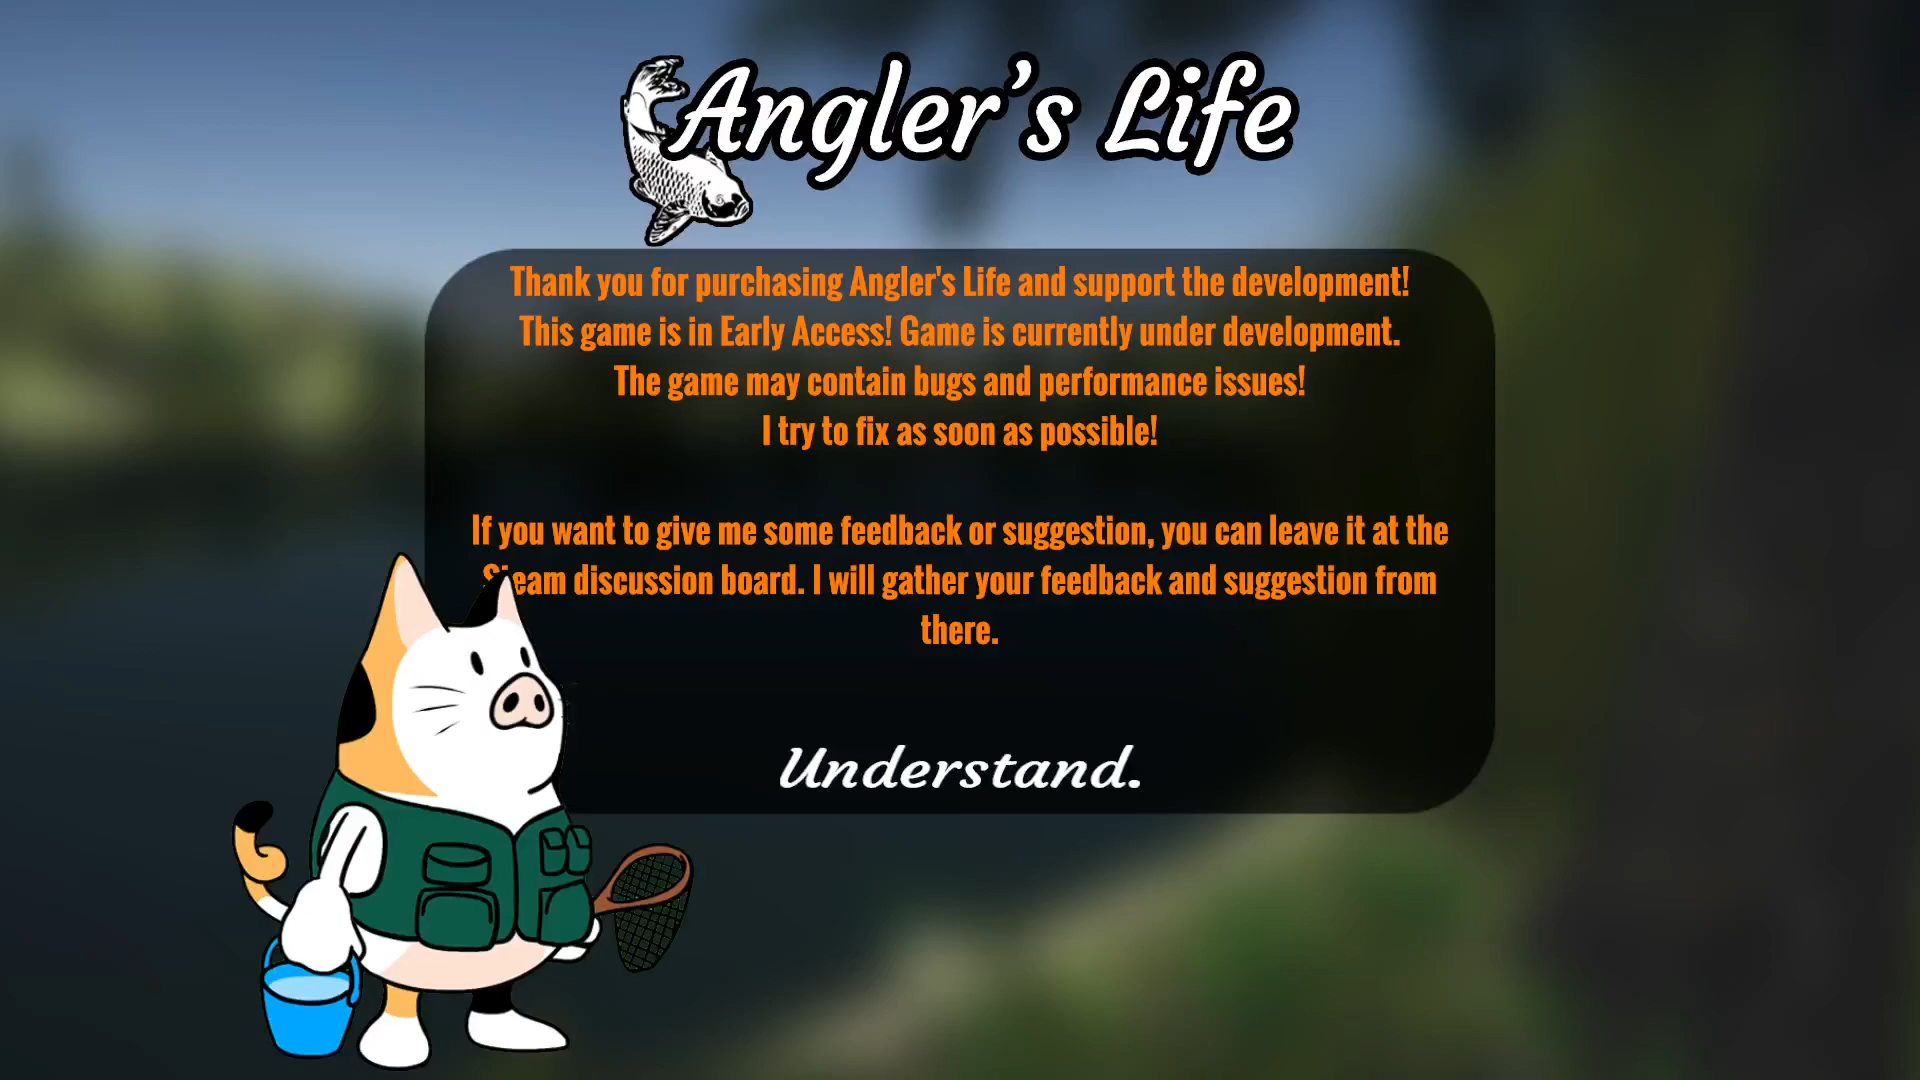 Angler's Life
Thank you for purchasing Angler's Life and support the development!
This game is in Early Access! Game is currently under development.
The game may contain bugs and performance issues!
I try to fix as soon as possible!
If you want to give me some feedback or suggestion, you can leave it at the
Steam discussion board. I will gather your feedback and suggestion from
there.
Understand.